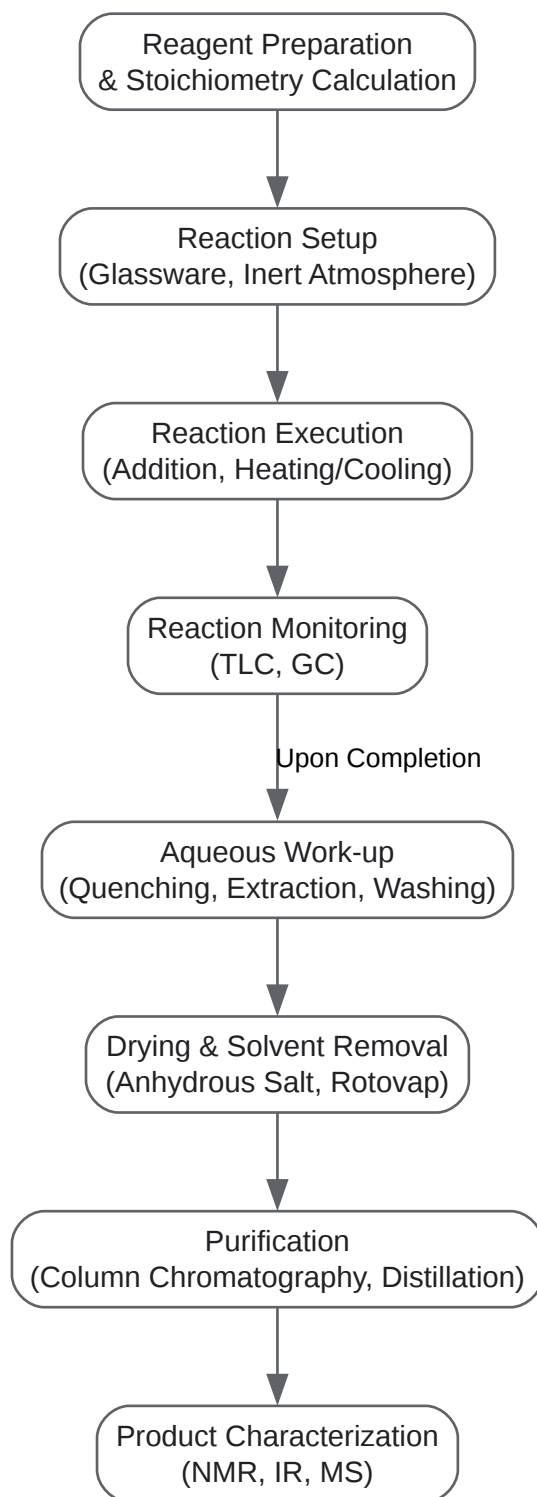 Reagent Preparation
& Stoichiometry Calculation
Reaction Setup
(Glassware, Inert Atmosphere)
Reaction Execution
(Addition, Heating/Cooling)
Reaction Monitoring
(TLC, GC)
Upon Completion
Aqueous Work-up
(Quenching, Extraction, Washing)
Drying & Solvent Removal
(Anhydrous Salt, Rotovap)
Purification
(Column Chromatography, Distillation)
Product Characterization
(NMR, IR, MS)